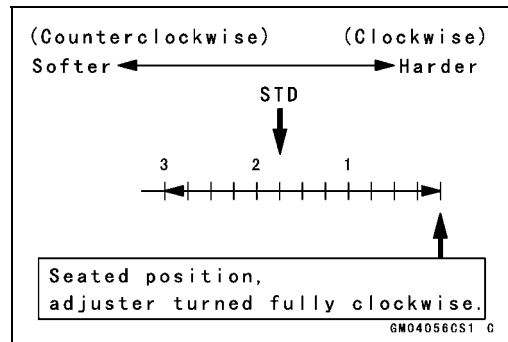 (Counterclockwise) (Clockwise)
Softer Harder
STD
3 2 1
Seated position,
adjuster turned fully clockwise.
GM04056CS1 C